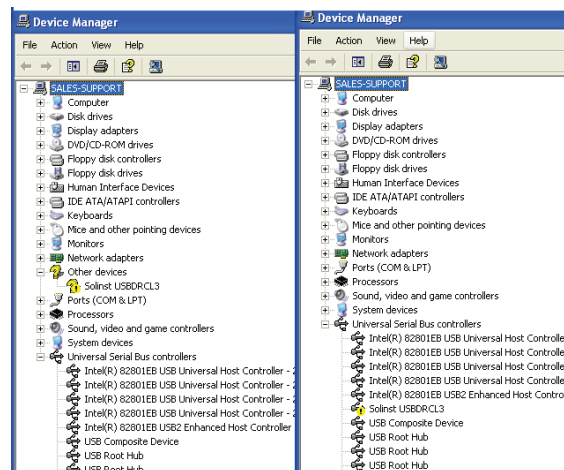 Device Manager
File Action View Help
SALES-SUPPORT
Computer
Disk drives
Display adapters
DVD/CD-ROM drives
Floppy disk controllers
Floppy disk drives
Human Interface Devices
IDE ATA/ATAPI controllers
Keyboards
Mice and other pointing devices
Monitors
Network adapters
Other devices
Solinst USBDRCL3
Ports (COM & LPT)
Processors
Sound, video and game controllers
System devices
Universal Serial Bus controllers
Intel(R) 82801EB USB Universal Host Controller - 2
Intel(R) 82801EB USB Universal Host Controller - 2
Intel(R) 82801EB USB Universal Host Controller - 2
Intel(R) 82801EB USB Universal Host Controller - 2
Intel(R) 82801EB USB2 Enhanced Host Controller
USB Composite Device
USB Root Hub
USB Root Hub
USB Root Hub
Device Manager
File Action View Help
SALES-SUPPORT
Computer
Disk drives
Display adapters
DVD/CD-ROM drives
Floppy disk controllers
Floppy disk drives
Human Interface Devices
IDE ATA/ATAPI controllers
Keyboards
Mice and other pointing devices
Monitors
Network adapters
Ports (COM & LPT)
Processors
Sound, video and game controllers
System devices
Universal Serial Bus controllers
Intel(R) 82801EB USB Universal Host Controlle
Intel(R) 82801EB USB Universal Host Controlle
Intel(R) 82801EB USB Universal Host Controlle
Intel(R) 82801EB USB Universal Host Controlle
Intel(R) 82801EB USB2 Enhanced Host Contro
Solinst USBDRCL3
USB Composite Device
USB Root Hub
USB Root Hub
USB Root Hub